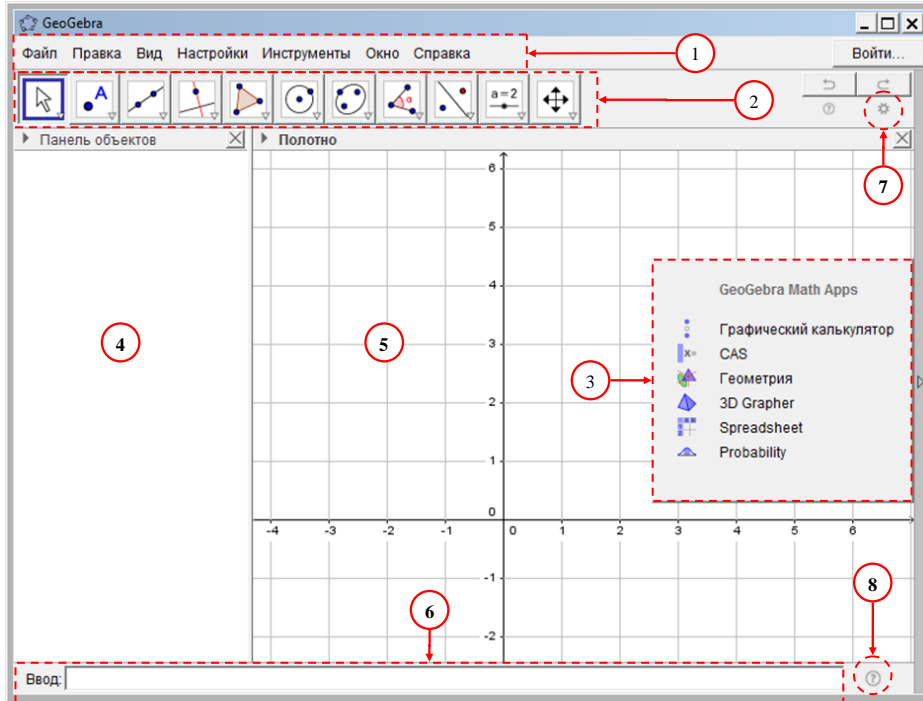 GeoGebra
Файл Правка Вид Настройки Инструменты Окно Справка
1
Войти...
A
α
a=2
2
Панель объектов
Полотно
7
6
5
4
3
2
1
0
-1
-2
-4 -3 -2 -1 0 1 2 3 4 5 6
4
5
3
GeoGebra Math Apps
Графический калькулятор
x= CAS
Геометрия
3D Grapher
Spreadsheet
Probability
6
8
Ввод:
?